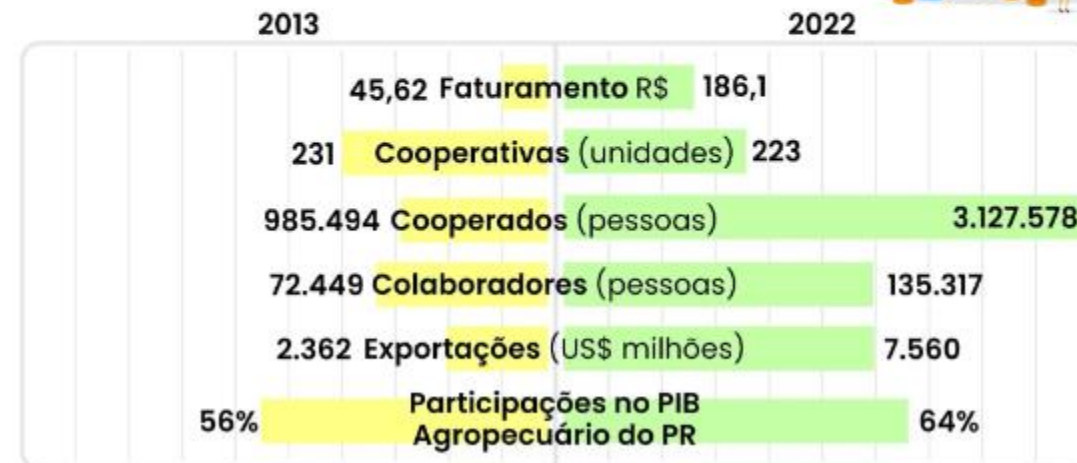 2013 2022
45,62 Faturamento R$ 186,1
231 Cooperativas (unidades) 223
985.494 Cooperados (pessoas) 3.127.578
72.449 Colaboradores (pessoas) 135.317
2.362 Exportações (US$ milhões) 7.560
56% Participações no PIB 64%
Agropecuário do PR